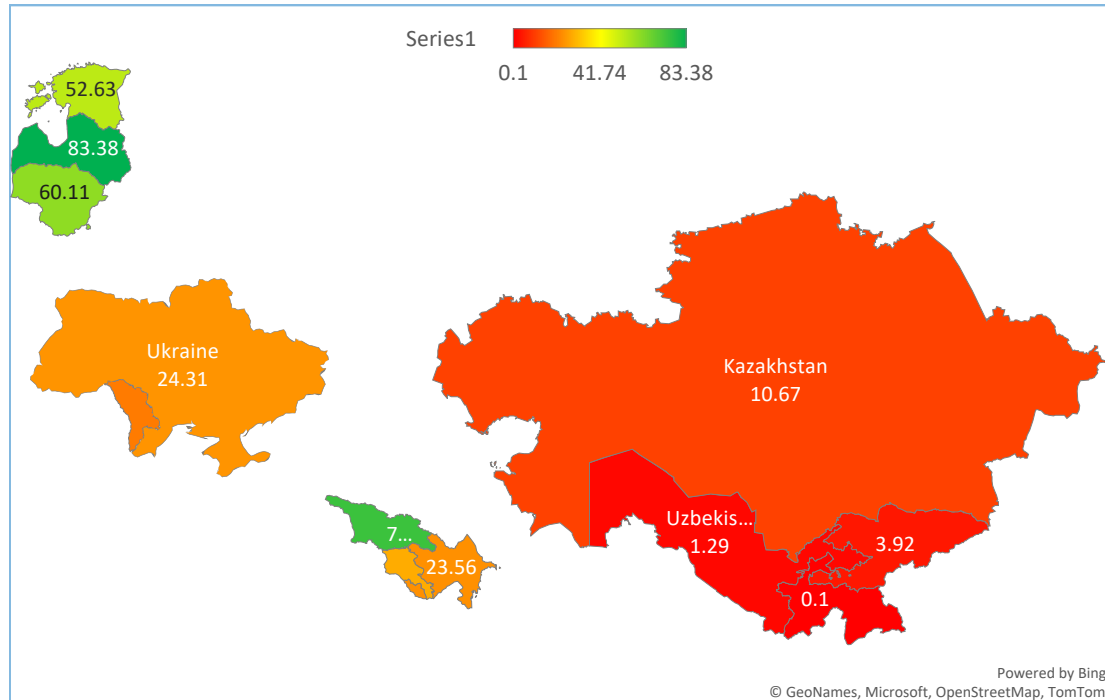 Series1
0.1 41.74 83.38
52.63
83.38
60.11
Ukraine
24.31
Kazakhstan
10.67
Uzbekis...
1.29
7...
23.56
3.92
0.1
Powered by Bing
© GeoNames, Microsoft, OpenStreetMap, TomTom